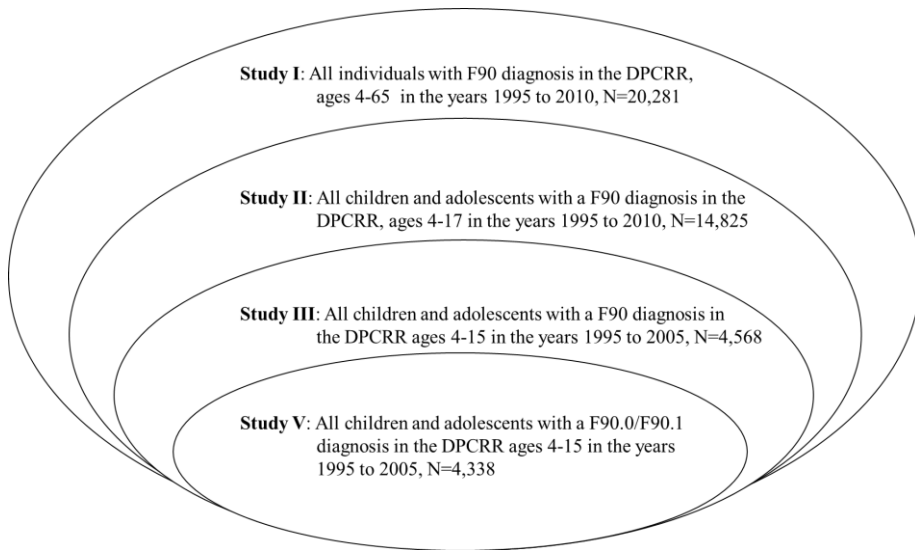 Study I: All individuals with F90 diagnosis in the DPCRR,
ages 4-65 in the years 1995 to 2010, N=20,281
Study II: All children and adolescents with a F90 diagnosis in the
DPCRR, ages 4-17 in the years 1995 to 2010, N=14,825
Study III: All children and adolescents with a F90 diagnosis in
the DPCRR ages 4-15 in the years 1995 to 2005, N=4,568
Study V: All children and adolescents with a F90.0/F90.1
diagnosis in the DPCRR ages 4-15 in the years
1995 to 2005, N=4,338